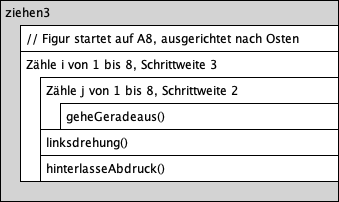 ziehen3
// Figur startet auf A8, ausgerichtet nach Osten
Zähle i von 1 bis 8, Schrittweite 3
Zähle j von 1 bis 8, Schrittweite 2
geheGeradeaus()
linksdrehung()
hinterlasseAbdruck()